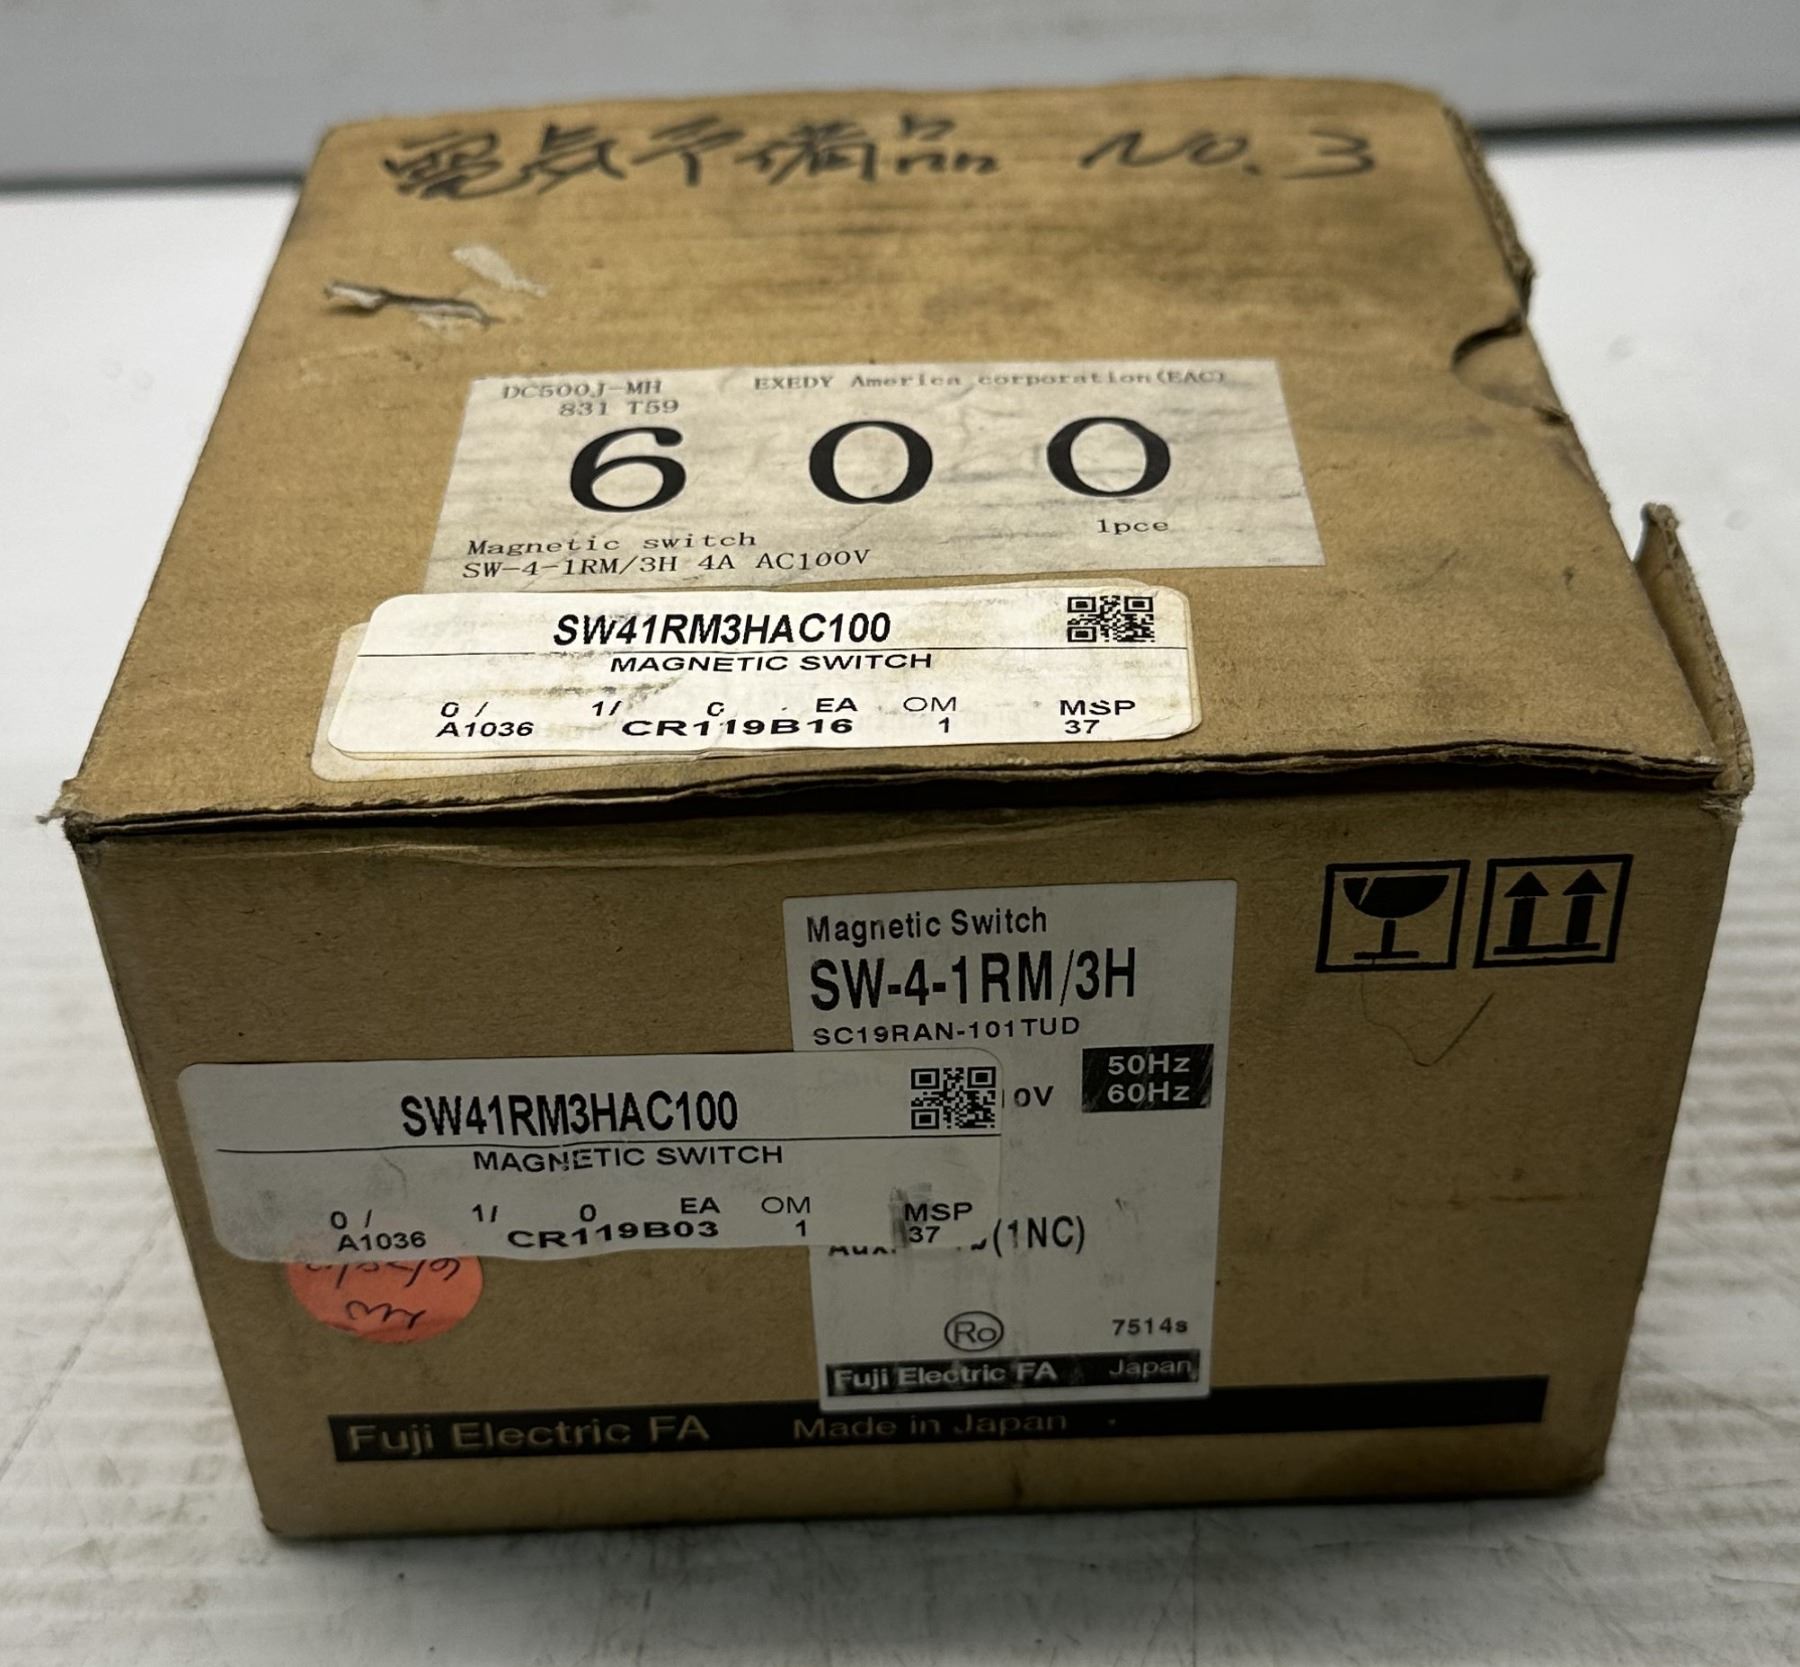 電気予備品 No.3
DC500J-MH EXEDY America corporation(EAC)
831 T59
600
1pce
Magnetic switch
SW-4-1RM/3H 4A AC100V
SW41RM3HAC100
MAGNETIC SWITCH
0 / 1/ 0 EA OM MSP
A1036 CR119B16 1 37
Magnetic Switch
SW-4-1RM/3H
SC19RAN-101TUD
0V 50Hz
60Hz
SW41RM3HAC100
MAGNETIC SWITCH
0 / 1/ 0 EA OM MSP
A1036 CR119B03 1 37
(1NC)
Ro 7514s
Fuji Electric FA Japan
Fuji Electric FA Made in Japan